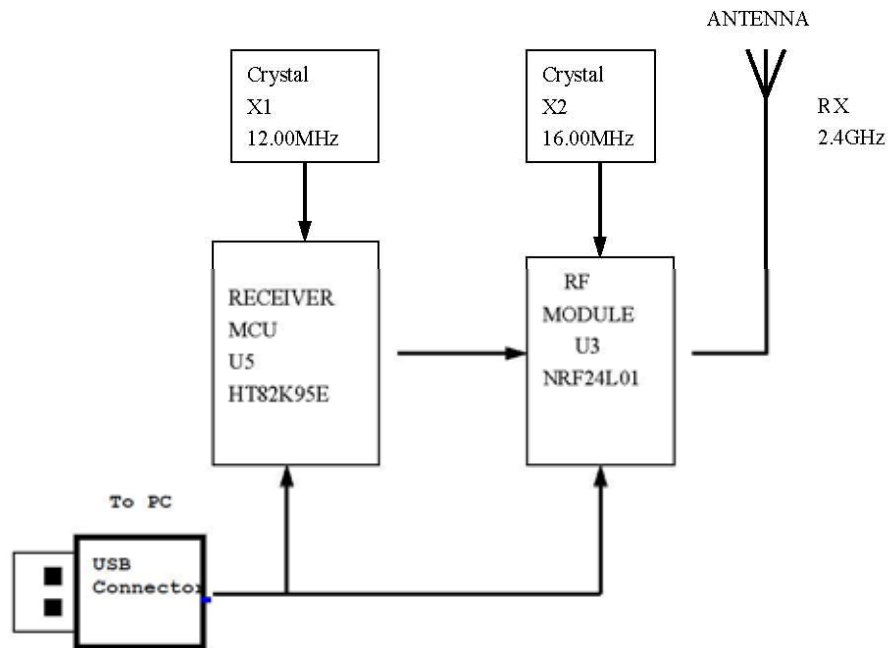 ANTENNA
Crystal
X1
12.00MHz
Crystal
X2
16.00MHz
RX
2.4GHz
RECEIVER
MCU
U5
HT82K95E
RF
MODULE
U3
NRF24L01
To PC
USB
Connector